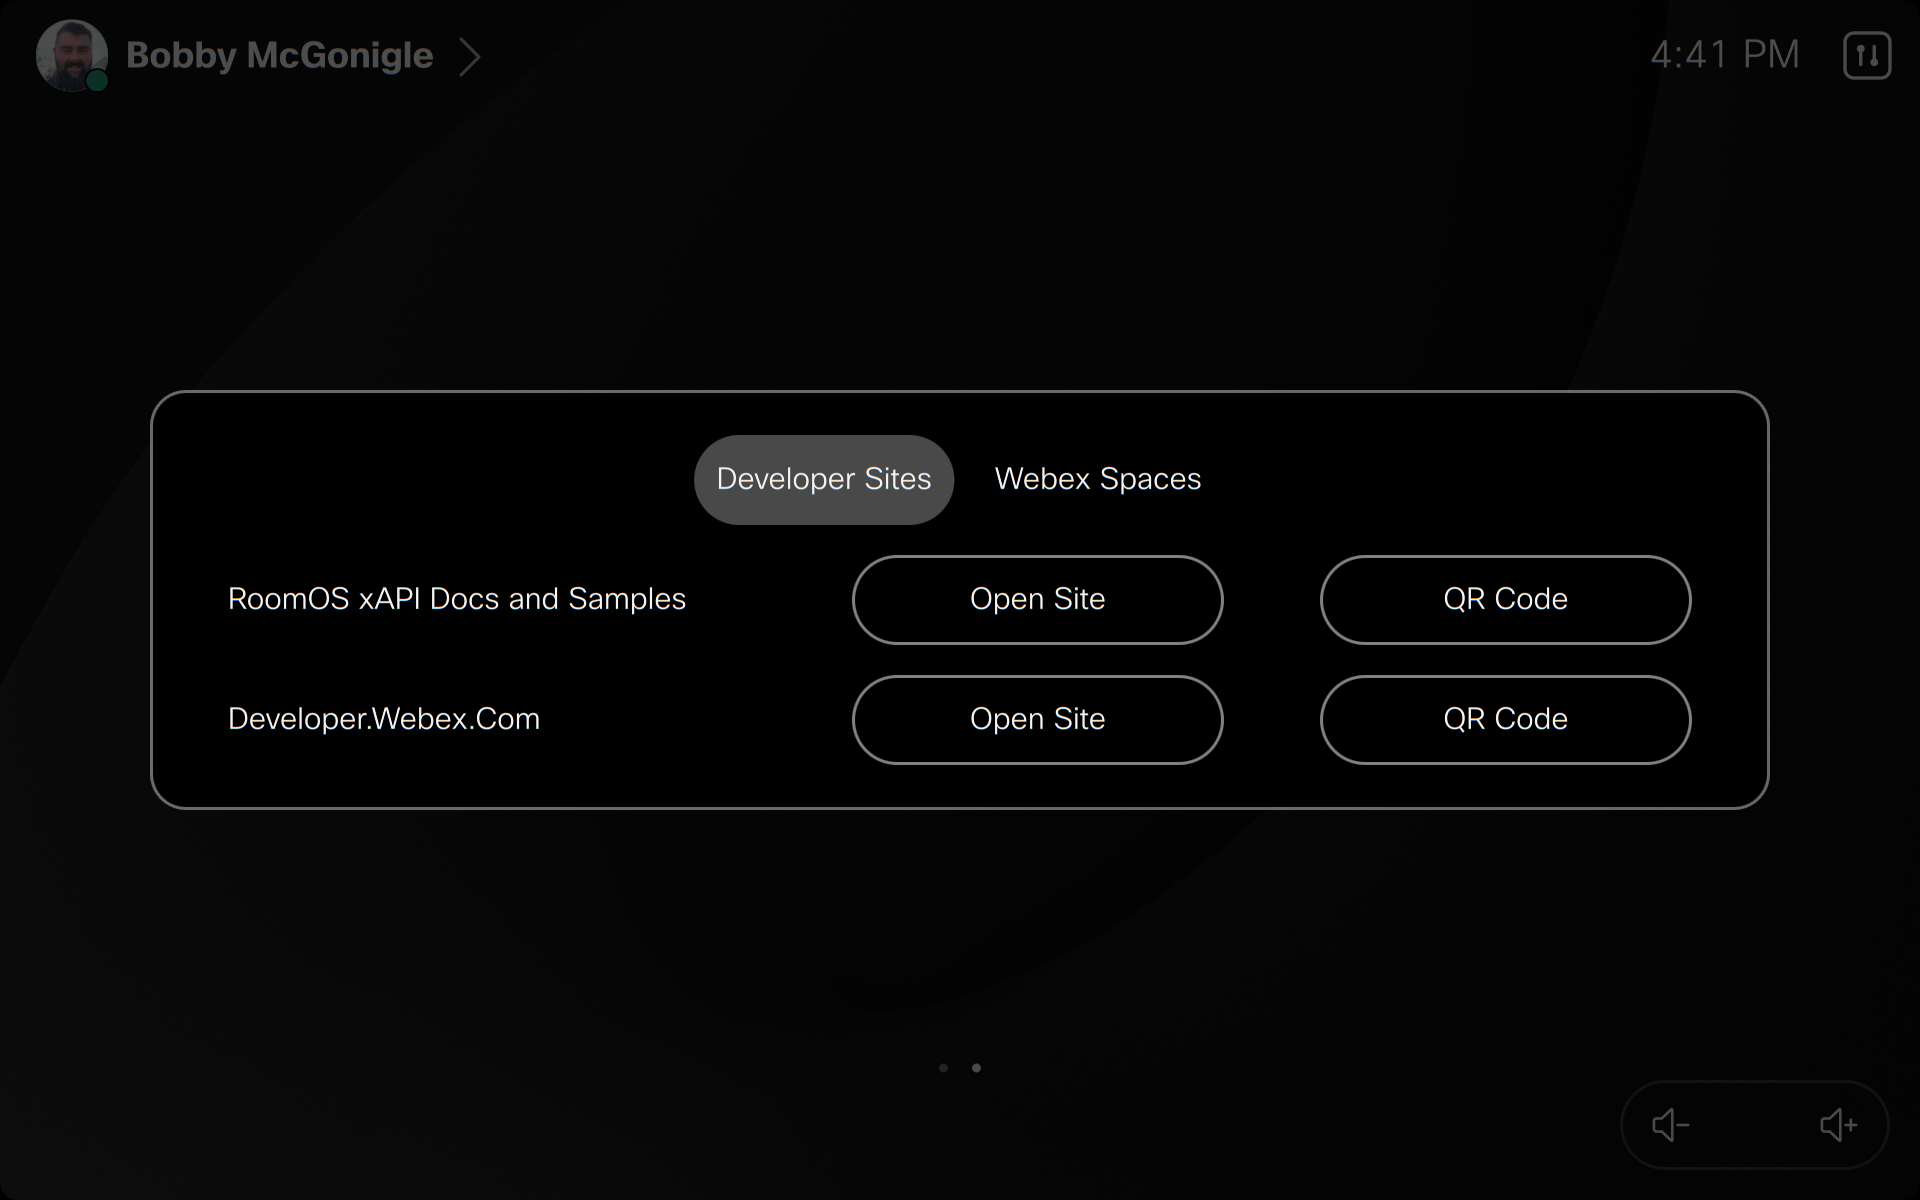 Bobby McGonigle
4:41 PM
Developer Sites
Webex Spaces
RoomOS xAPI Docs and Samples
Open Site
QR Code
Developer.Webex.Com
Open Site
QR Code